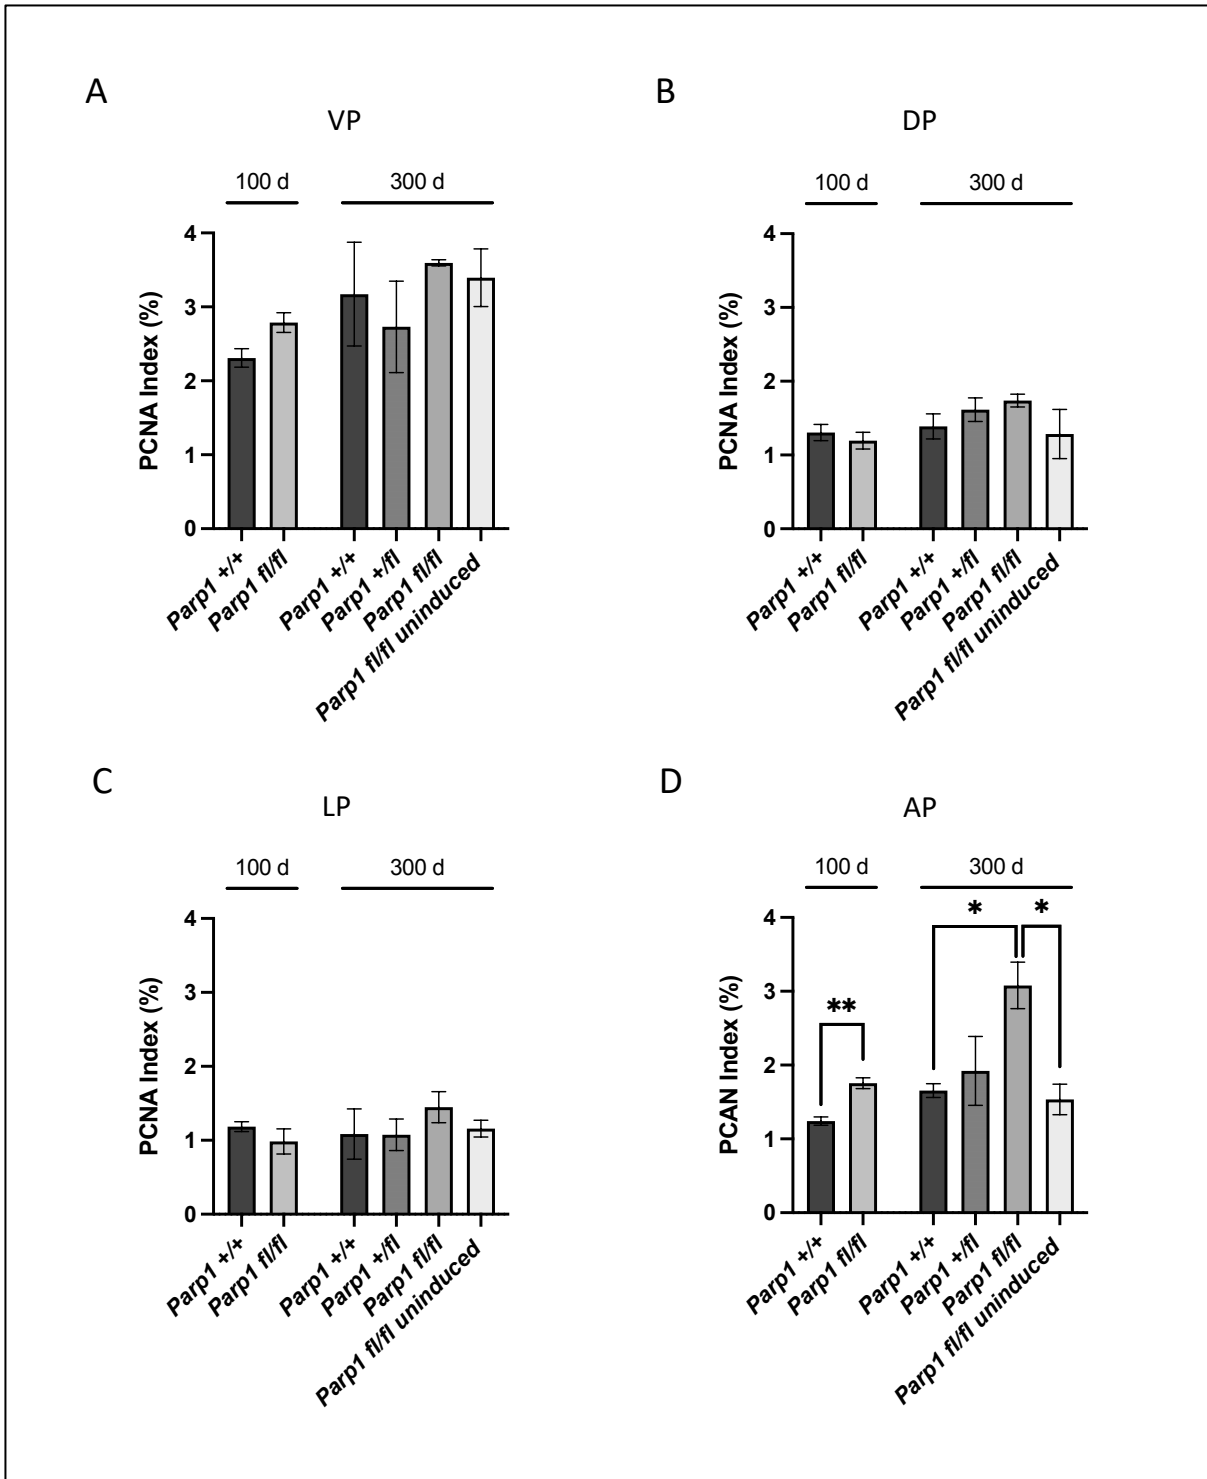 A
VP
100 d
300 d
PCNA Index (%)
4
3
2
1
0
Parp1 +/+
Parp1 fl/fl
Parp1 +/+
Parp1 +/fl
Parp1 fl/fl
Parp1 fl/fl uninduced
B
DP
100 d
300 d
PCNA Index (%)
4
3
2
1
0
Parp1 +/+
Parp1 fl/fl
Parp1 +/+
Parp1 +/fl
Parp1 fl/fl
Parp1 fl/fl uninduced
C
LP
100 d
300 d
PCNA Index (%)
4
3
2
1
0
Parp1 +/+
Parp1 fl/fl
Parp1 +/+
Parp1 +/fl
Parp1 fl/fl
Parp1 fl/fl uninduced
D
AP
100 d
300 d
PCAN Index (%)
4
3
2
1
0
**
*
*
Parp1 +/+
Parp1 fl/fl
Parp1 +/+
Parp1 +/fl
Parp1 fl/fl
Parp1 fl/fl uninduced